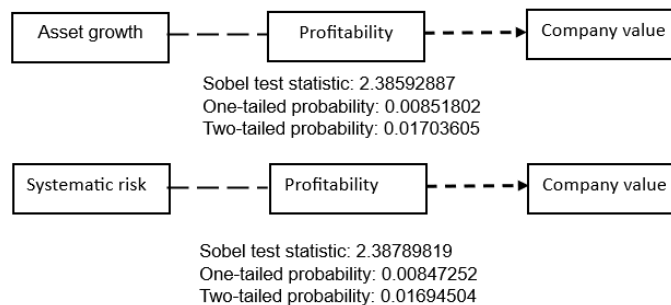 Asset growth
Profitability
Company value
Sobel test statistic: 2.38592887
One-tailed probability: 0.00851802
Two-tailed probability: 0.01703605
Systematic risk
Profitability
Company value
Sobel test statistic: 2.38789819
One-tailed probability: 0.00847252
Two-tailed probability: 0.01694504